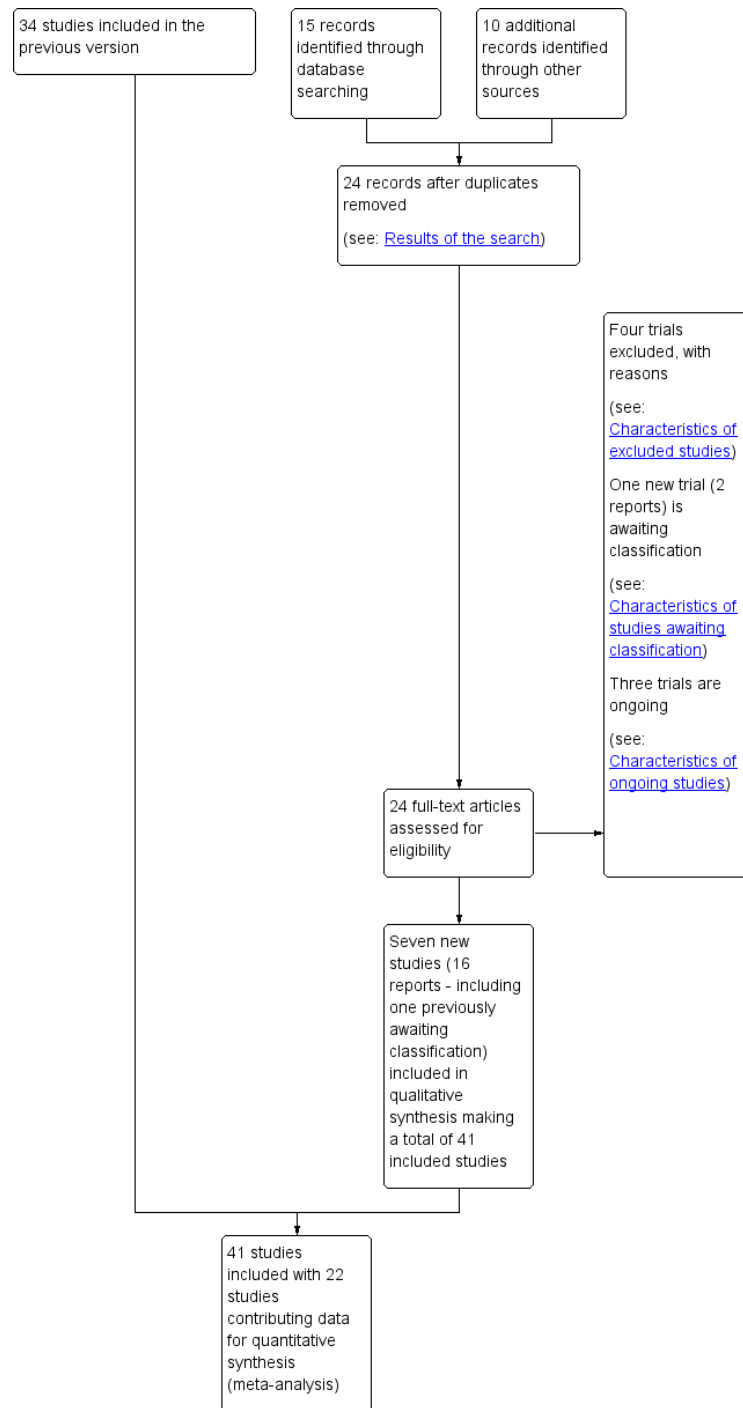 34 studies included in the
previous version
15 records
identified through
database
searching
10 additional
records identified
through other
sources
24 records after duplicates
removed
(see: Results of the search)
Four trials
excluded, with
reasons
(see:
Characteristics of
excluded studies)
One new trial (2
reports) is
awaiting
classification
(see:
Characteristics of
studies awaiting
classification)
Three trials are
ongoing
(see:
Characteristics of
ongoing studies)
24 full-text articles
assessed for
eligibility
Seven new
studies (16
reports - including
one previously
awaiting
classification)
included in
qualitative
synthesis making
a total of 41
included studies
41 studies
included with 22
studies
contributing data
for quantitative
synthesis
(meta-analysis)